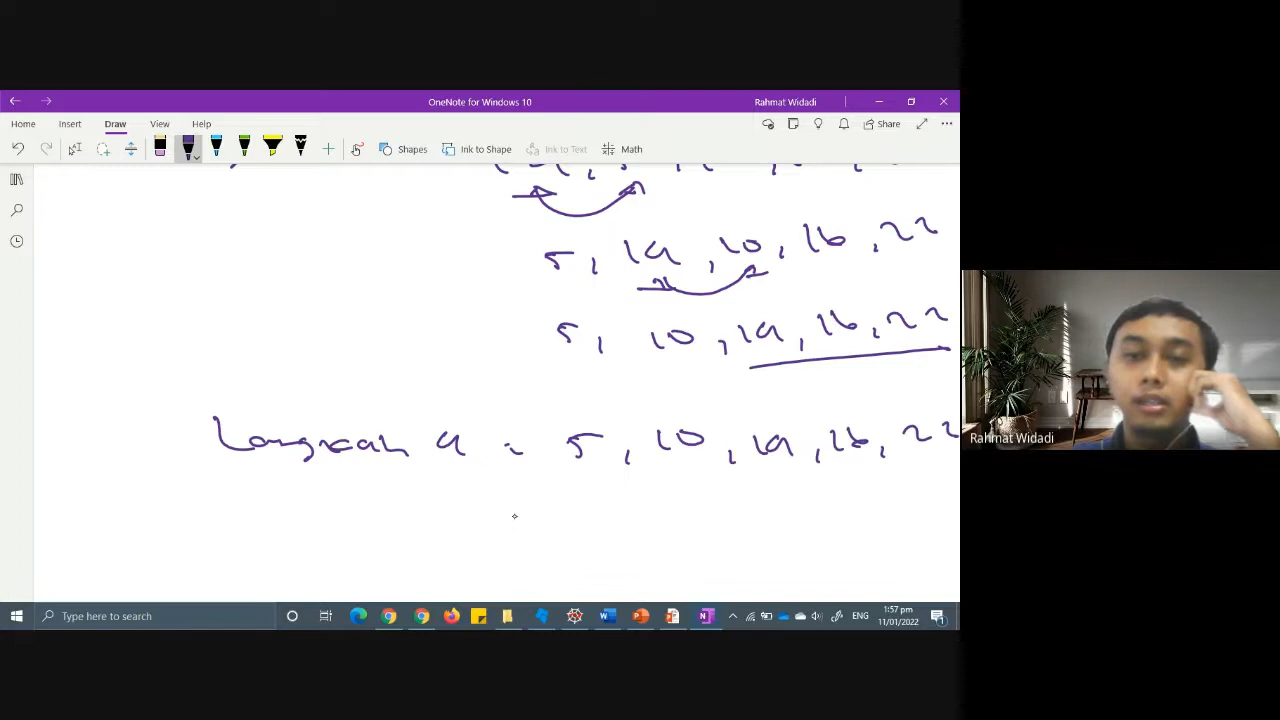 OneNote for Windows 10
Rahmat Widadi
Home Insert Draw View Help
Share
Shapes Ink to Shape Ink to Text Math
5, 14, 10, 16, 22
5, 10, 14, 16, 22
Langkah 4 = 5, 10, 14, 16, 22
Rahmat Widadi
Type here to search
ENG
1:57 pm
11/01/2022